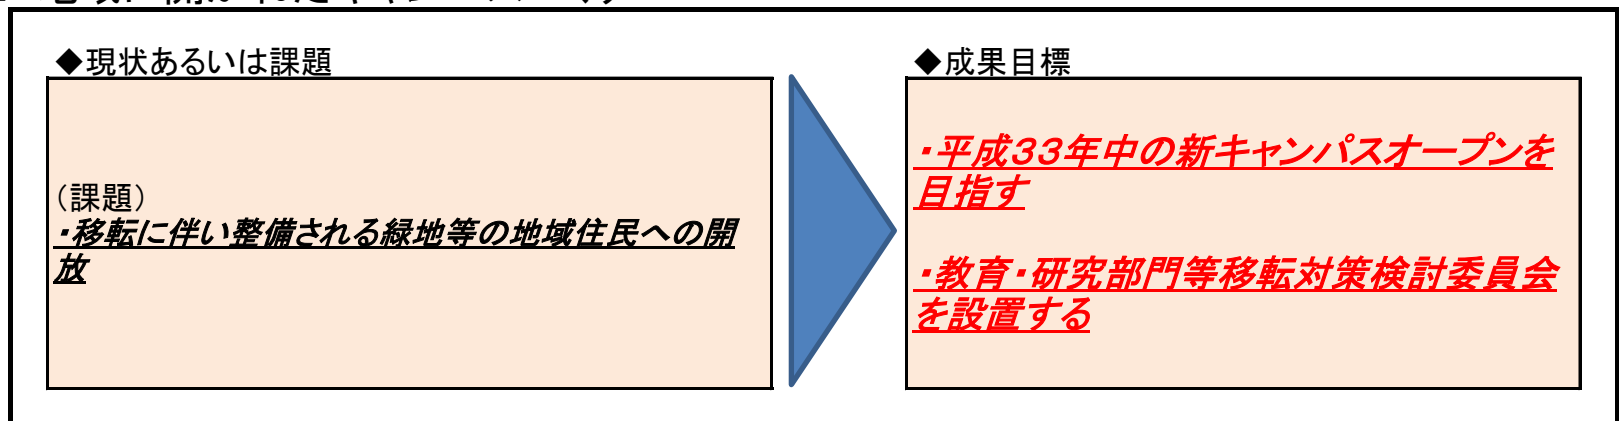 ◆現状あるいは課題
（課題）
・移転に伴い整備される緑地等の地域住民への開
放
◆成果目標
・平成３３年中の新キャンパスオープンを
目指す
・教育・研究部門等移転対策検討委員会
を設置する